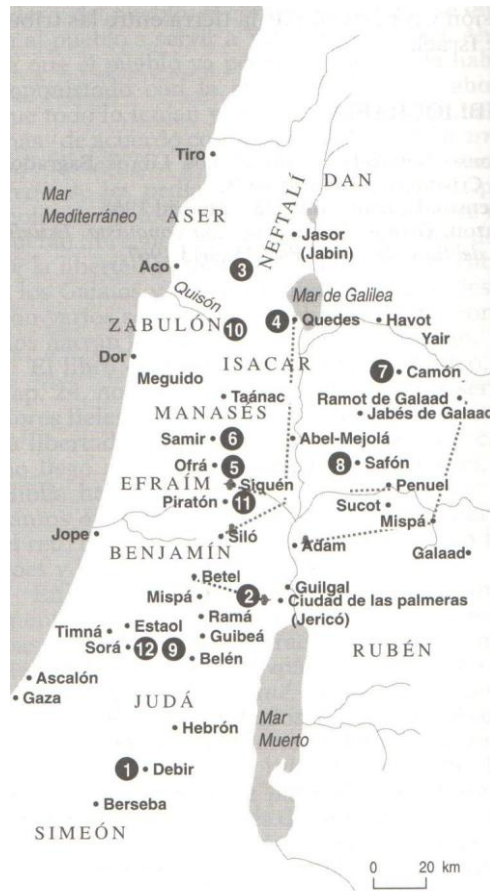 Tiro
DAN
Mar
Mediterráneo
ASER
NEFTALÍ
Jasor
(Jabin)
Aco
3
Quisón
Mar de Galilea
ZABULÓN
10
4
Quedes
Havot
Yair
Dor
ISACAR
7
Camón
Meguido
Taánac
Ramot de Galaad
Jabés de Galaad
MANASÉS
Samir
6
Abel-Mejolá
Ofrá
5
8
Safón
EFRAÍM
Siquén
Penuel
Piratón
11
Sucot
Mispá
Jope
Siló
Adam
Galaad
BENJAMÍN
Betel
Guilgal
Mispá
2
Ciudad de las palmeras
(Jericó)
Ramá
Timná
Estaol
Guibeá
Sorá
12
9
Belén
RUBÉN
Ascalón
Gaza
JUDÁ
Hebrón
Mar
Muerto
1
Debir
Berseba
SIMEÓN
0
20 km